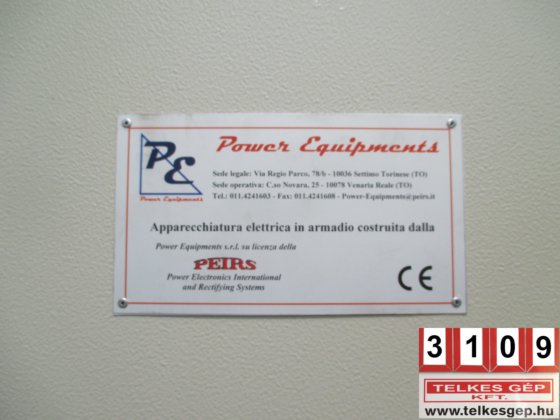 PE
Power Equipments
Power Equipments
Sede legale: Via Regio Parco, 78/b - 10036 Settimo Torinese (TO)
Sede operativa: C.so Novara, 25 - 10078 Venaria Reale (TO)
Tel.: 011.4241603 - Fax: 011.4241608 - Power-Equipments@peirs.it
Apparecchiatura elettrica in armadio costruita dalla
Power Equipments s.r.l. su licenza della
PEIRS
Power Electronics International
and Rectifying Systems
CE
3109
TELKES GÉP
KFT.
www.telkesgep.hu